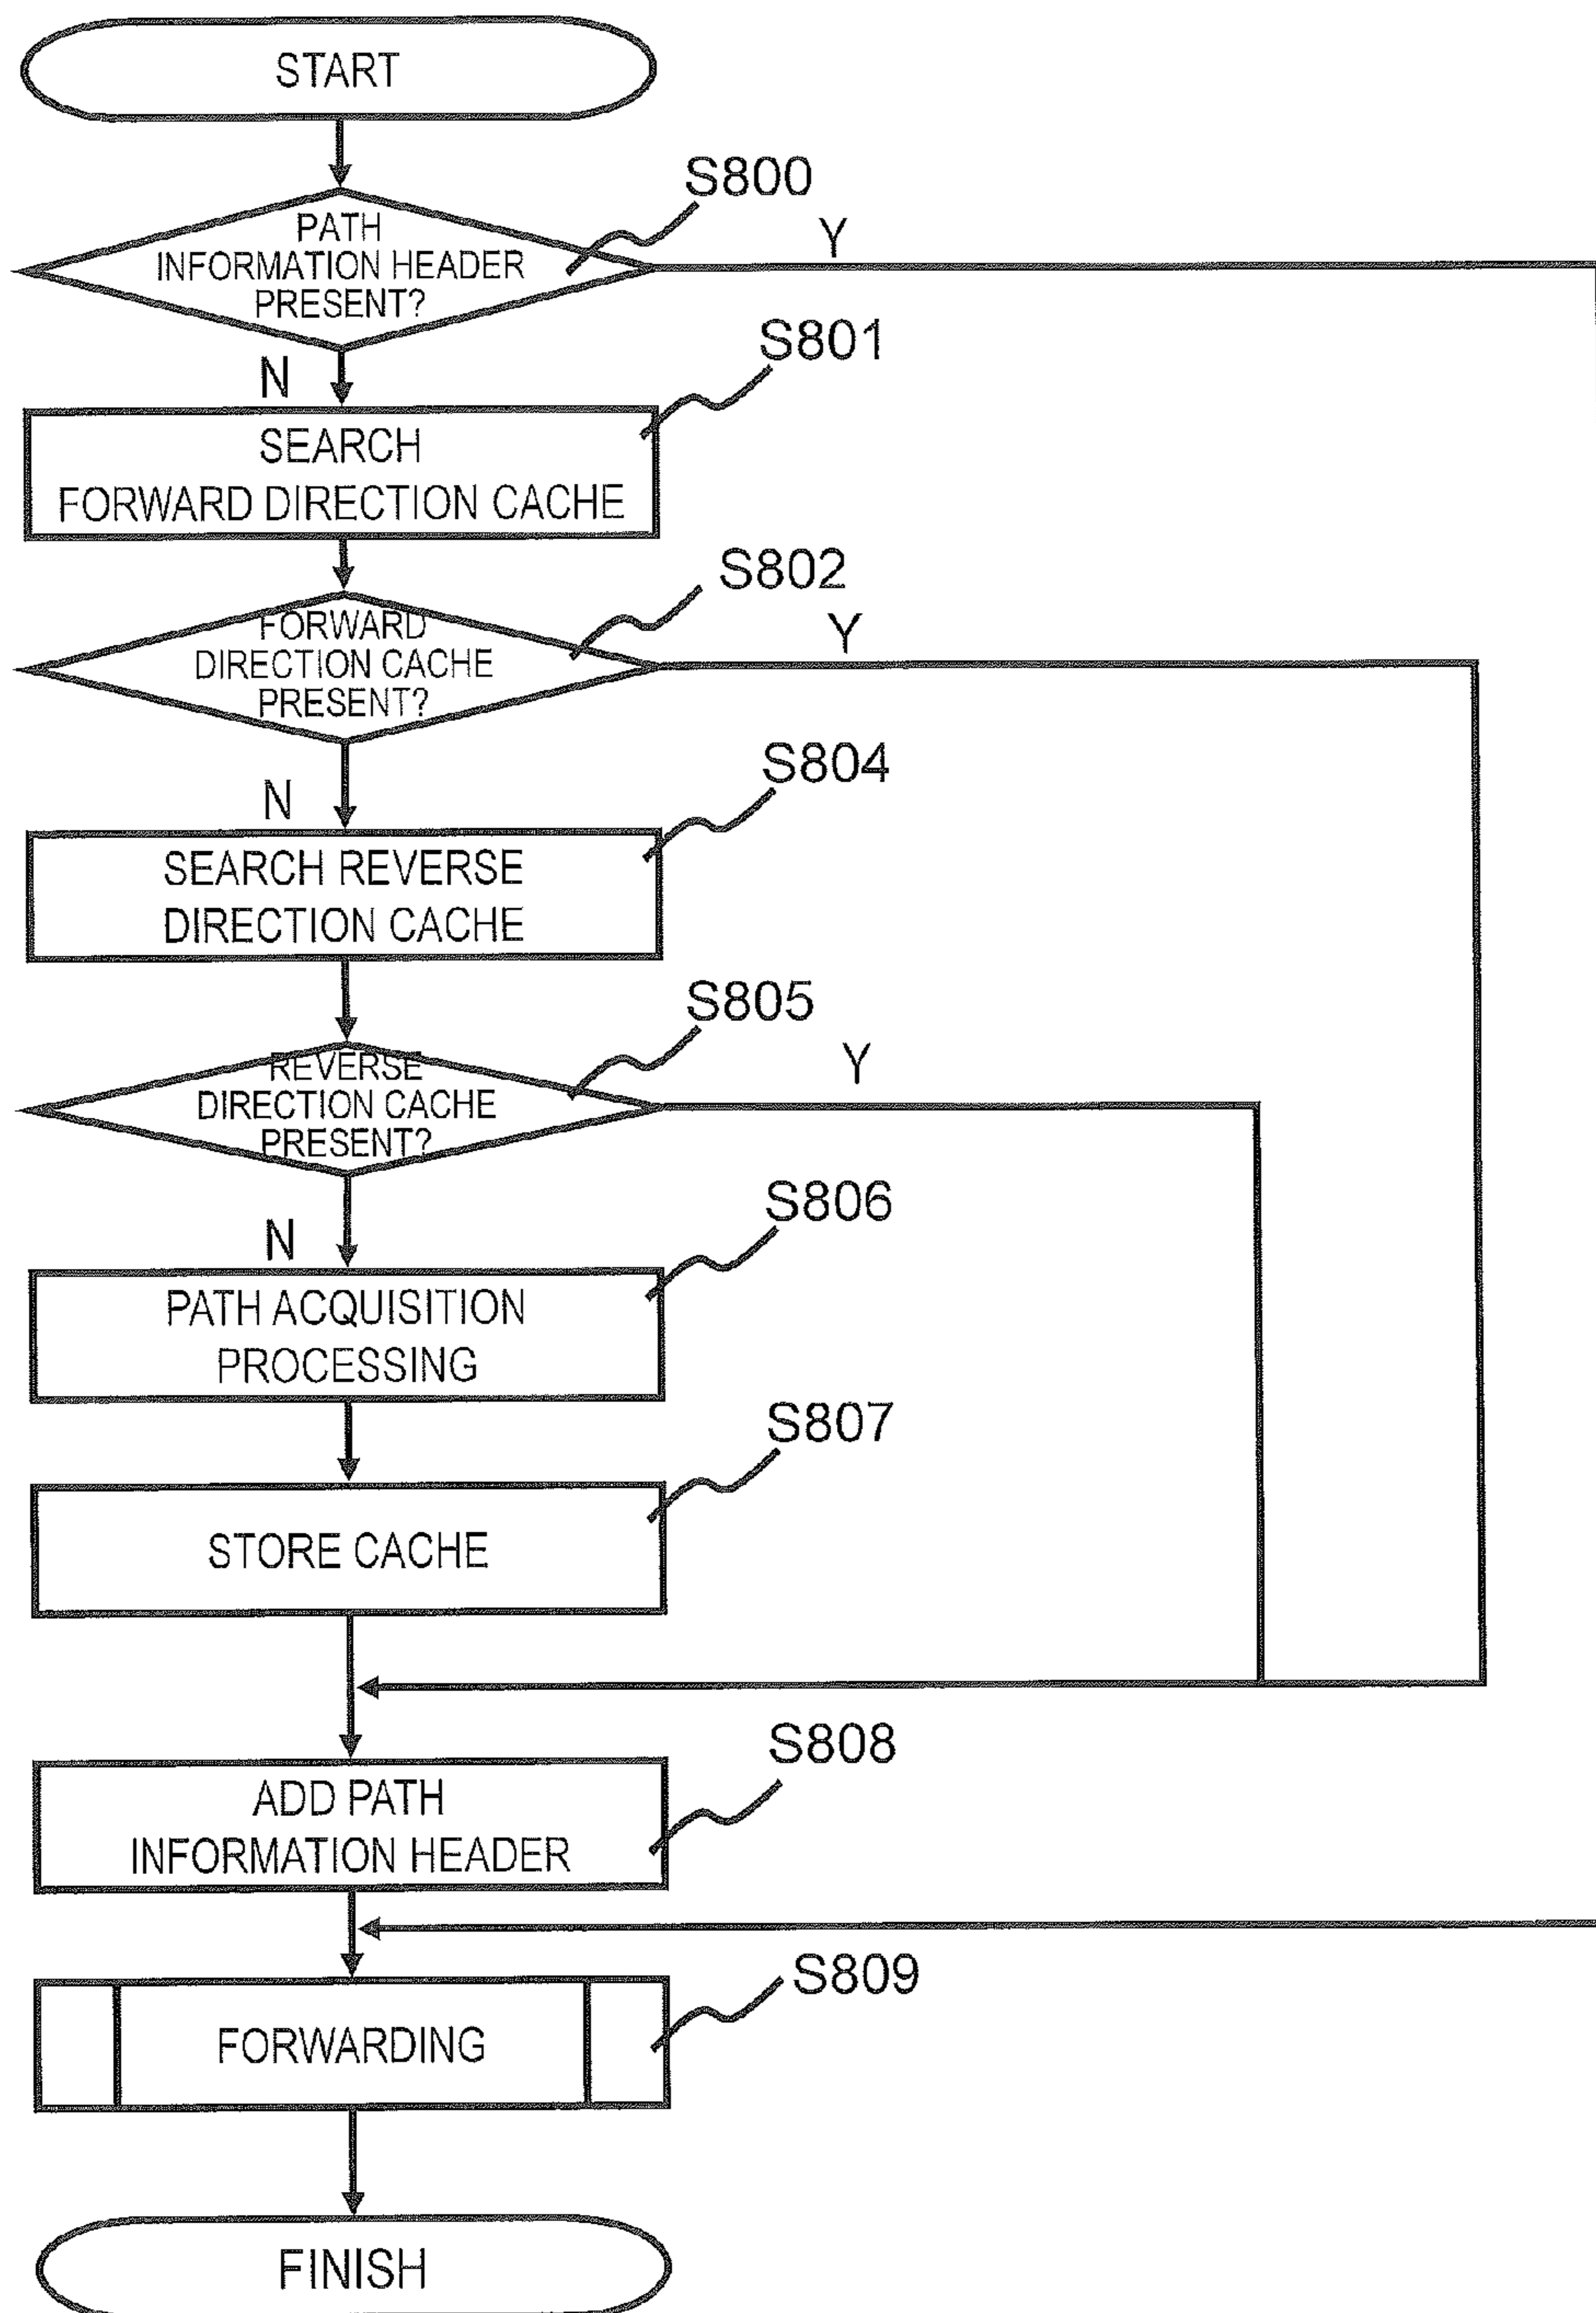 START
S800
PATH
INFORMATION HEADER
PRESENT?
Y
N
S801
SEARCH
FORWARD DIRECTION CACHE
S802
FORWARD
DIRECTION CACHE
PRESENT?
Y
N
S804
SEARCH REVERSE
DIRECTION CACHE
S805
REVERSE
DIRECTION CACHE
PRESENT?
Y
N
S806
PATH ACQUISITION
PROCESSING
S807
STORE CACHE
S808
ADD PATH
INFORMATION HEADER
S809
FORWARDING
FINISH